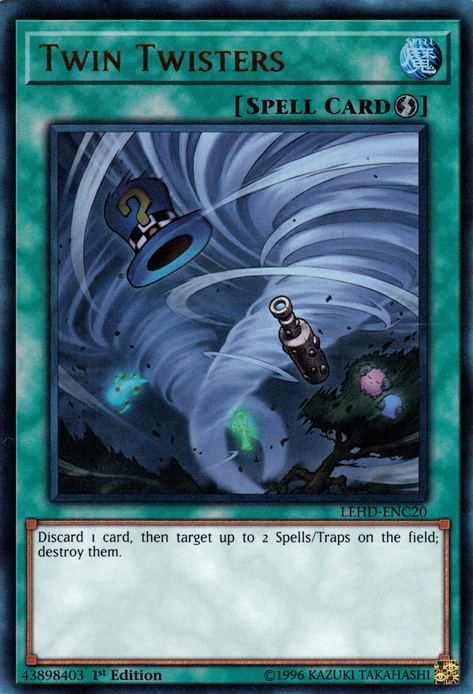 TWIN TWISTERS
SPELL
魔
[SPELL CARD]
?
LEHD-ENC20
Discard 1 card, then target up to 2 Spells/Traps on the field;
destroy them.
43898403 1st Edition ©1996 KAZUKI TAKAHASHI